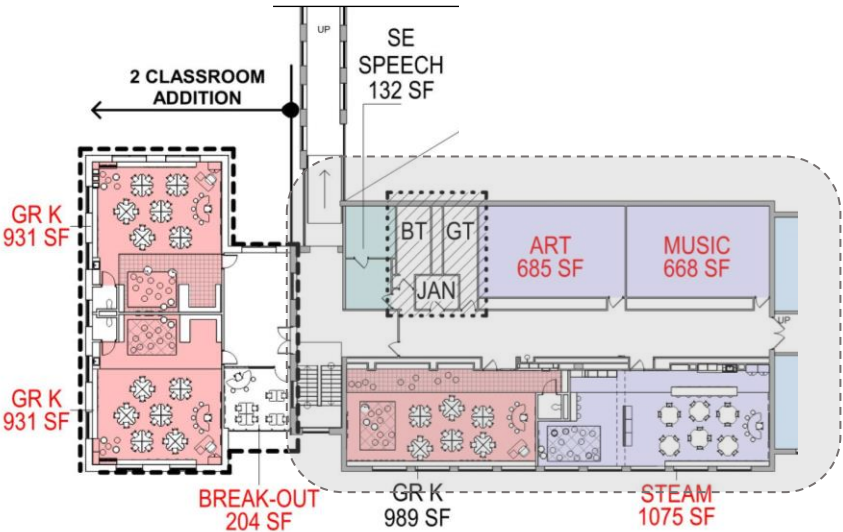 UP
SE
SPEECH
132 SF
2 CLASSROOM
ADDITION
GR K
931 SF
BT
GT
JAN
ART
685 SF
MUSIC
668 SF
UP
GR K
931 SF
BREAK-OUT
204 SF
GR K
989 SF
STEAM
1075 SF